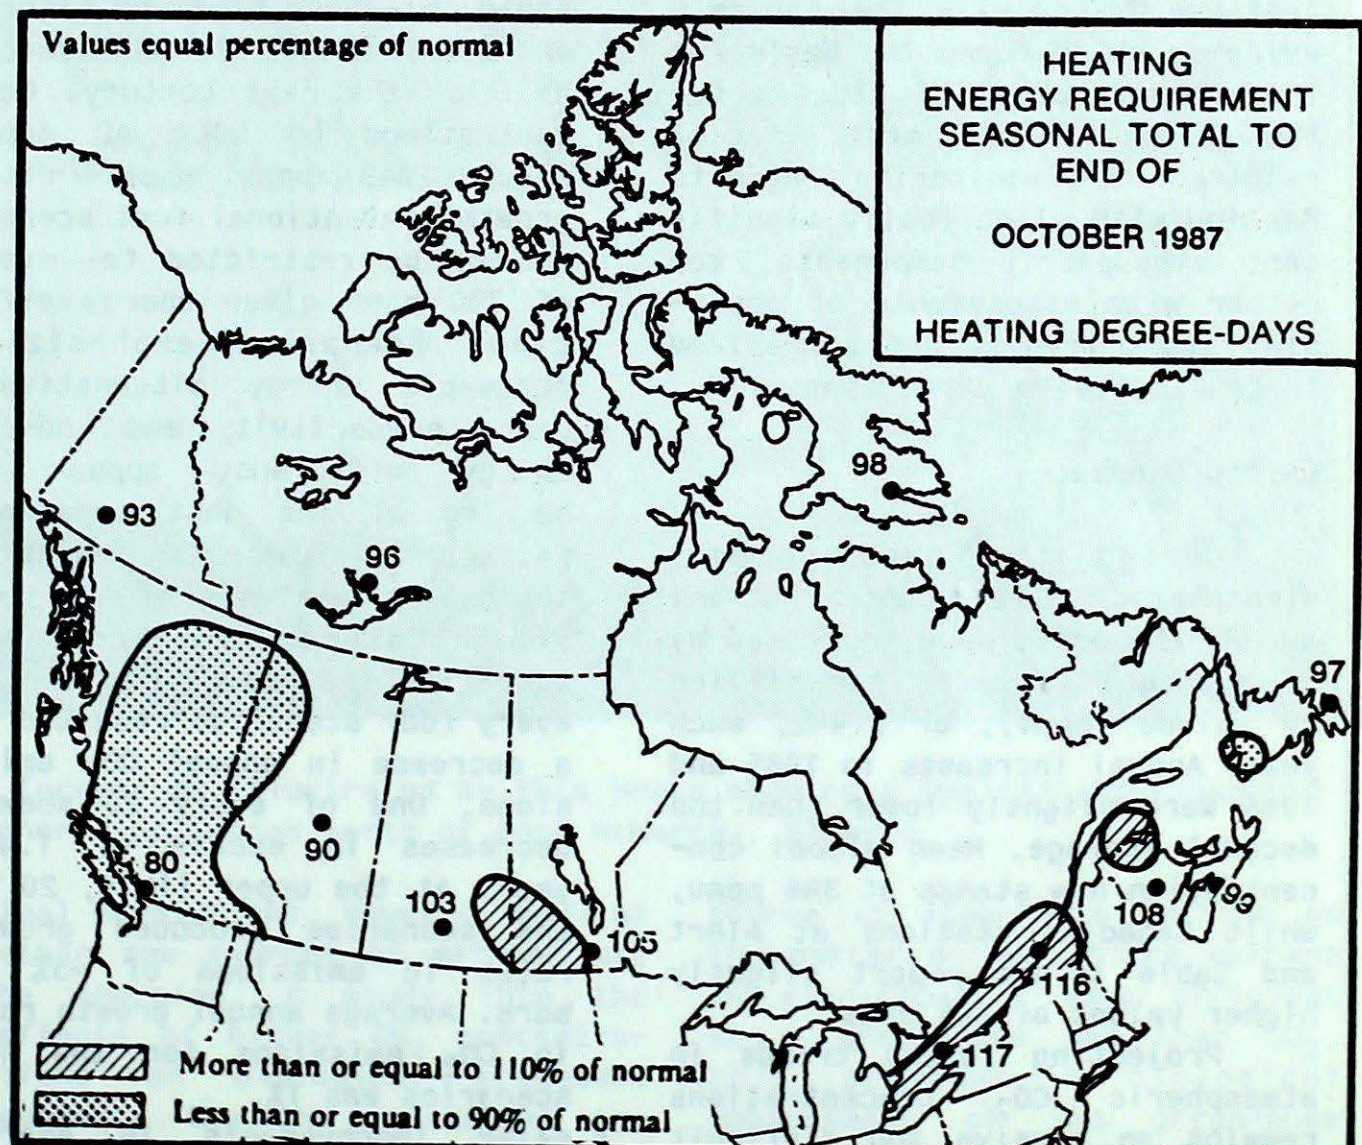 Values equal percentage of normal
HEATING
ENERGY REQUIREMENT
SEASONAL TOTAL TO
END OF
OCTOBER 1987
HEATING DEGREE-DAYS
98
93
96
97
80
90
103
105
108
99
116
117
More than or equal to 110% of normal
Less than or equal to 90% of normal